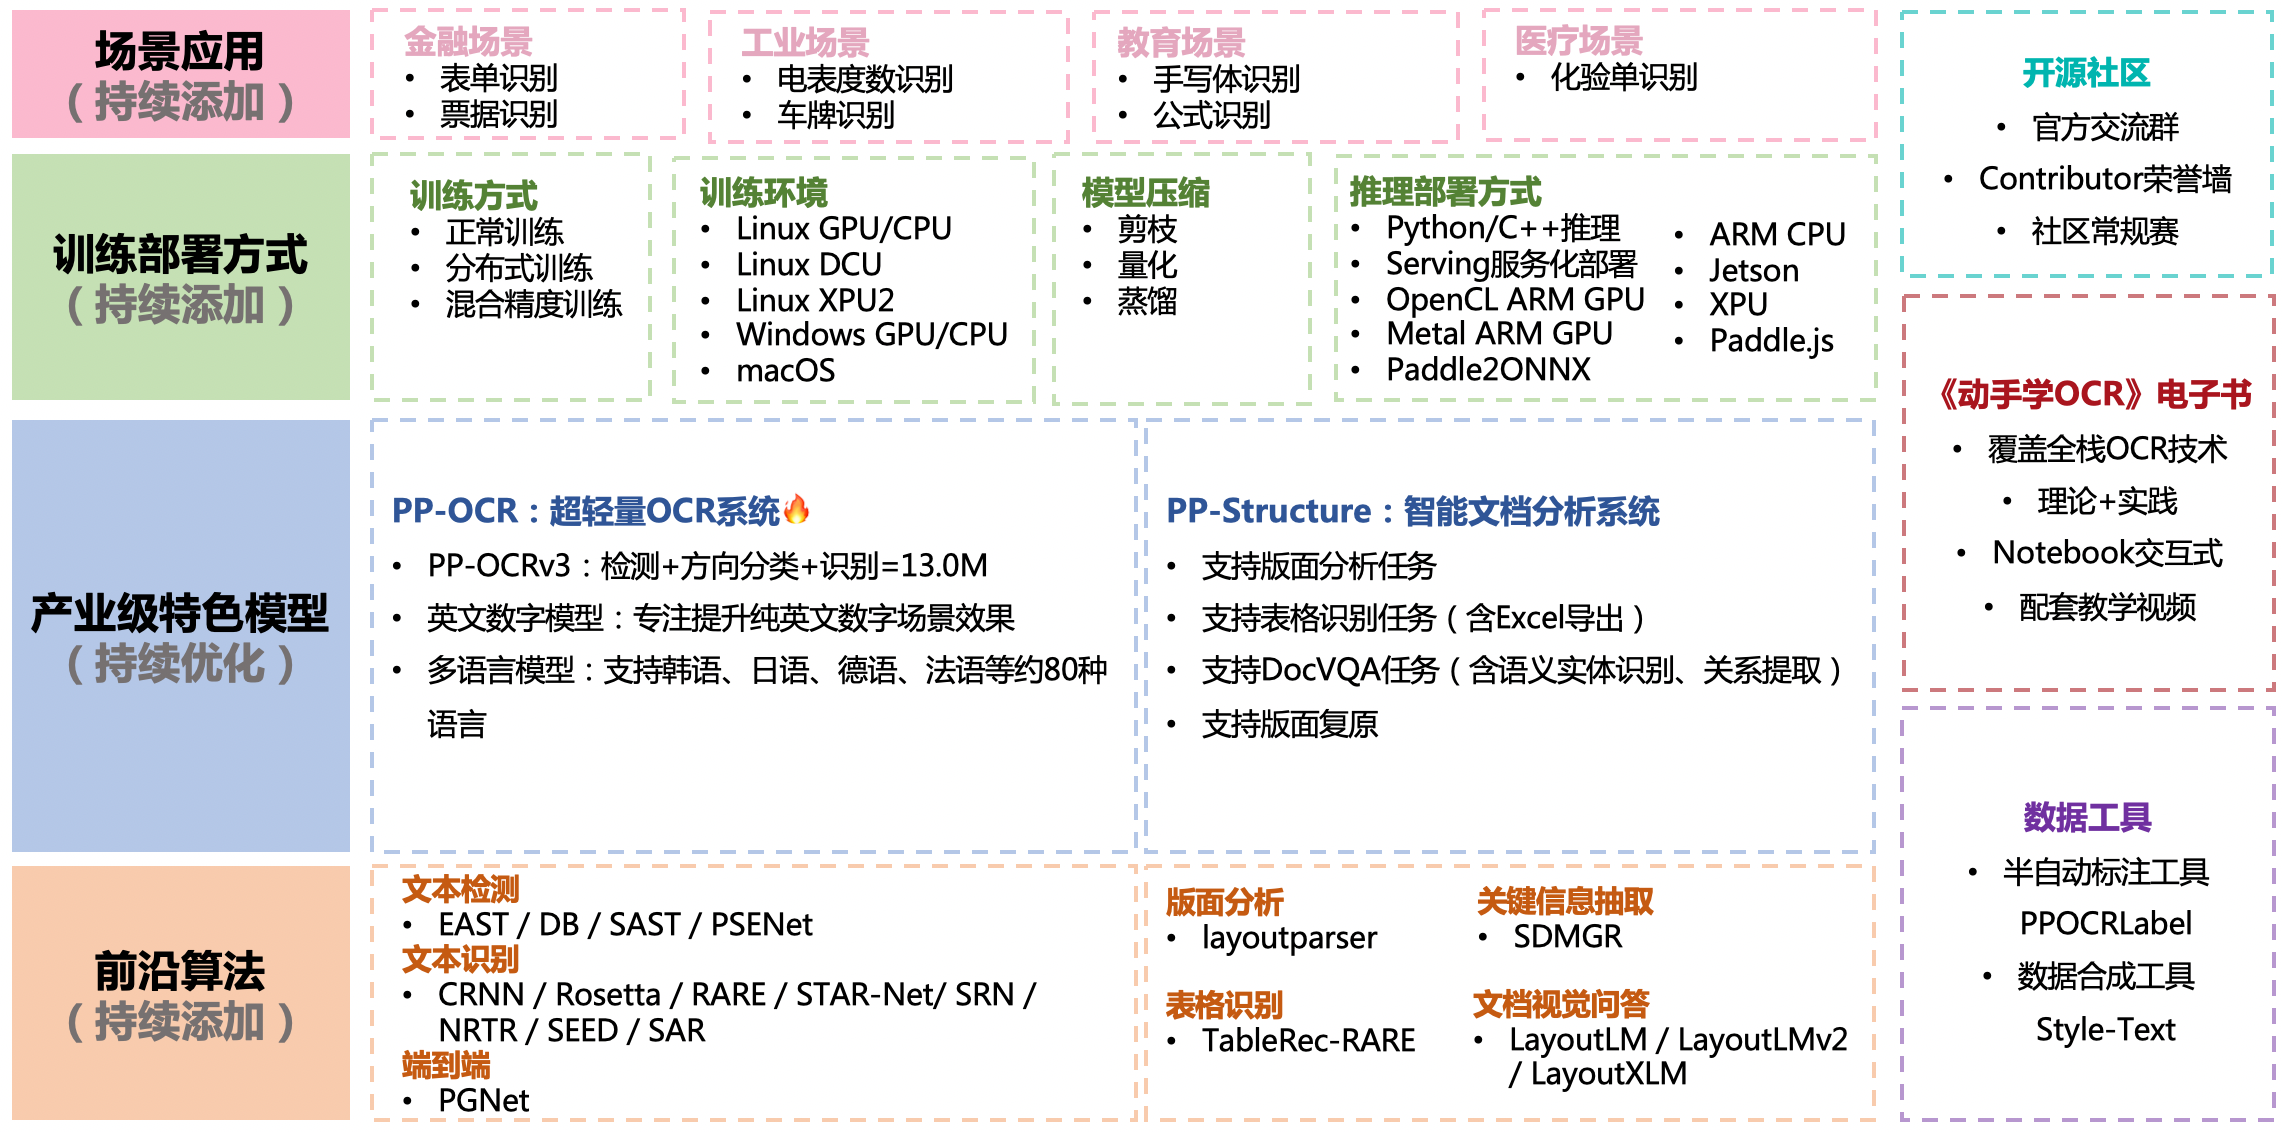 场景应用
（持续添加）
金融场景
• 表单识别
• 票据识别
工业场景
• 电表度数识别
• 车牌识别
教育场景
• 手写体识别
• 公式识别
医疗场景
• 化验单识别
训练部署方式
（持续添加）
训练方式
• 正常训练
• 分布式训练
• 混合精度训练
训练环境
• Linux GPU/CPU
• Linux DCU
• Linux XPU2
• Windows GPU/CPU
• macOS
模型压缩
• 剪枝
• 量化
• 蒸馏
推理部署方式
• Python/C++推理
• Serving服务化部署
• OpenCL ARM GPU
• Metal ARM GPU
• Paddle2ONNX
• ARM CPU
• Jetson
• XPU
• Paddle.js
产业级特色模型
（持续优化）
PP-OCR：超轻量OCR系统🔥
• PP-OCRv3：检测+方向分类+识别=13.0M
• 英文数字模型：专注提升纯英文数字场景效果
• 多语言模型：支持韩语、日语、德语、法语等约80种
语言
PP-Structure：智能文档分析系统
• 支持版面分析任务
• 支持表格识别任务（含Excel导出）
• 支持DocVQA任务（含语义实体识别、关系提取）
• 支持版面复原
前沿算法
（持续添加）
文本检测
• EAST / DB / SAST / PSENet
文本识别
• CRNN / Rosetta / RARE / STAR-Net/ SRN /
NRTR / SEED / SAR
端到端
• PGNet
版面分析
• layoutparser
关键信息抽取
• SDMGR
表格识别
• TableRec-RARE
文档视觉问答
• LayoutLM / LayoutLMv2
/ LayoutXLM
开源社区
• 官方交流群
• Contributor荣誉墙
• 社区常规赛
《动手学OCR》电子书
• 覆盖全栈OCR技术
• 理论+实践
• Notebook交互式
• 配套教学视频
数据工具
• 半自动标注工具
PPOCRLabel
• 数据合成工具
Style-Text